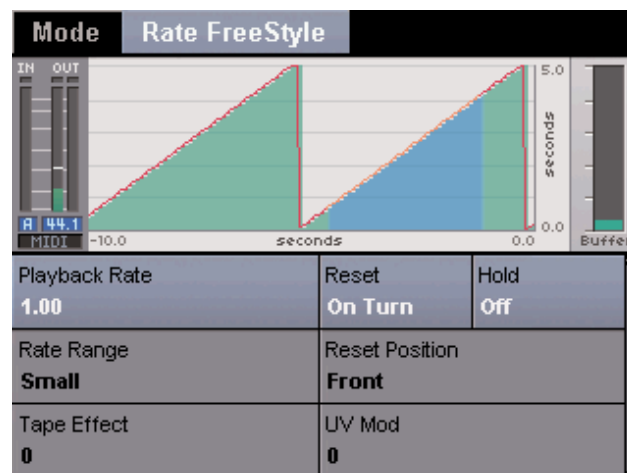 Mode Rate FreeStyle
IN OUT
5.0
seconds
0.0
A 44.1
MIDI -10.0 seconds 0.0 Buffe
Playback Rate Reset Hold
1.00 On Turn Off
Rate Range Reset Position
Small Front
Tape Effect UV Mod
0 0